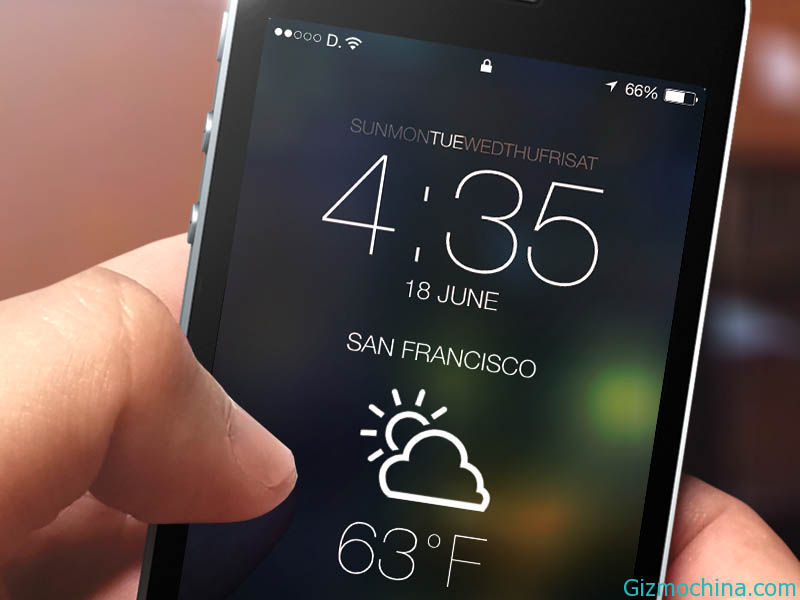 D.
66%
SUNMONTUEWEDTHUFRISAT
4:35
18 JUNE
SAN FRANCISCO
63°F
Gizmochina.com